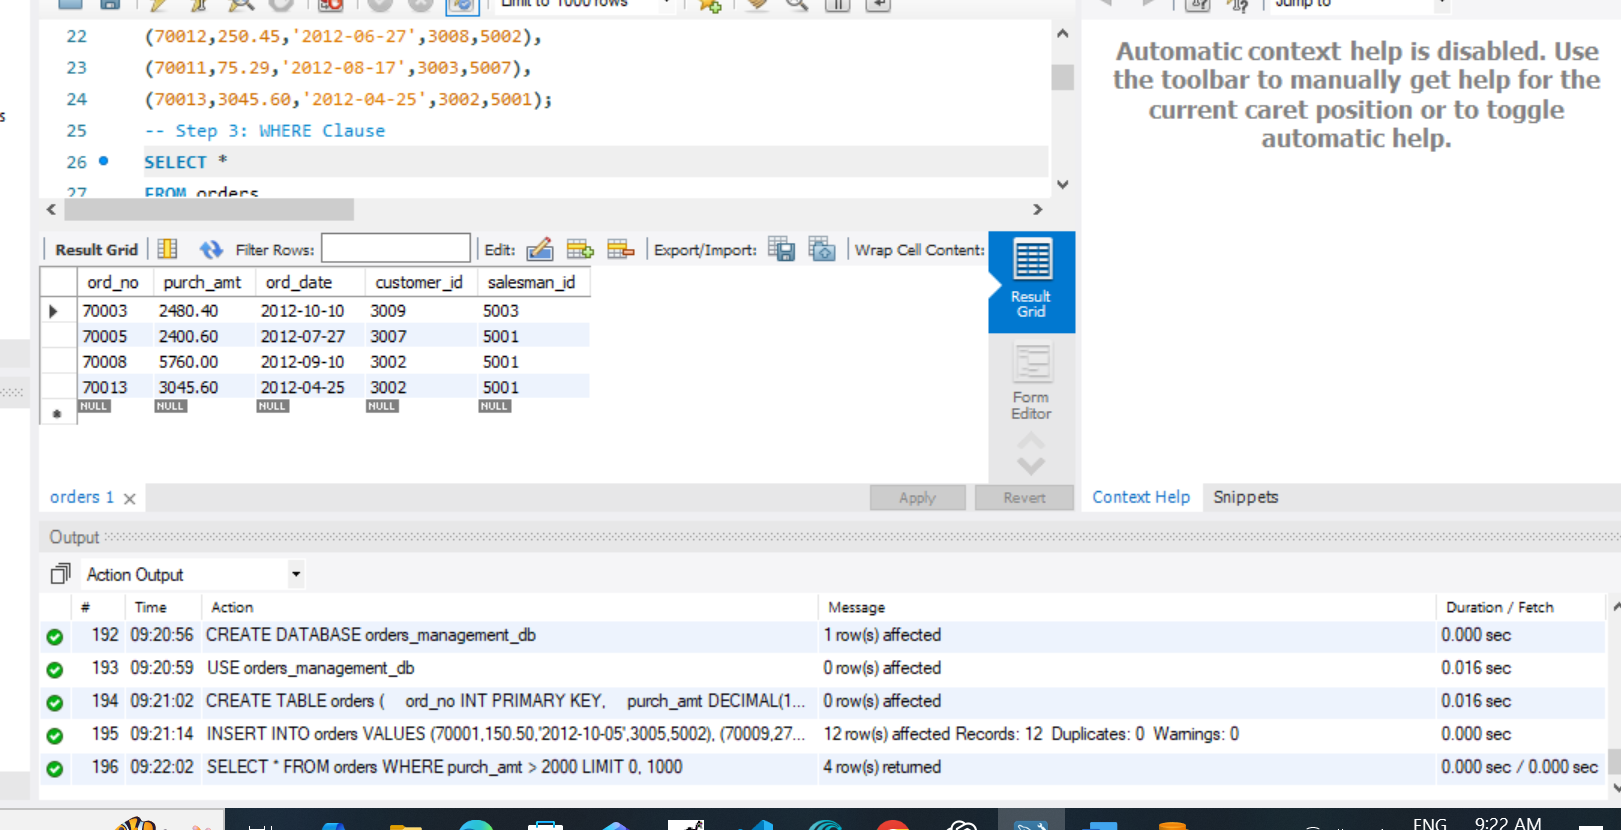 Limit to 1000 rows
Jump to
22 (70012,250.45,'2012-06-27',3008,5002),
23 (70011,75.29,'2012-08-17',3003,5007),
24 (70013,3045.60,'2012-04-25',3002,5001);
25 -- Step 3: WHERE Clause
26 SELECT *
27 FROM orders
s
Automatic context help is disabled. Use
the toolbar to manually get help for the
current caret position or to toggle
automatic help.
Result Grid Filter Rows: Edit: Export/Import: Wrap Cell Content:
ord_no purch_amt ord_date customer_id salesman_id
70003 2480.40 2012-10-10 3009 5003
70005 2400.60 2012-07-27 3007 5001
70008 5760.00 2012-09-10 3002 5001
70013 3045.60 2012-04-25 3002 5001
NULL NULL NULL NULL NULL
Result
Grid
Form
Editor
orders 1 Apply Revert
Context Help Snippets
Output
Action Output
# Time Action Message Duration / Fetch
192 09:20:56 CREATE DATABASE orders_management_db 1 row(s) affected 0.000 sec
193 09:20:59 USE orders_management_db 0 row(s) affected 0.016 sec
194 09:21:02 CREATE TABLE orders ( ord_no INT PRIMARY KEY, purch_amt DECIMAL(1... 0 row(s) affected 0.016 sec
195 09:21:14 INSERT INTO orders VALUES (70001,150.50,'2012-10-05',3005,5002), (70009,27... 12 row(s) affected Records: 12 Duplicates: 0 Warnings: 0 0.000 sec
196 09:22:02 SELECT * FROM orders WHERE purch_amt > 2000 LIMIT 0, 1000 4 row(s) returned 0.000 sec / 0.000 sec
ENG 9:22 AM